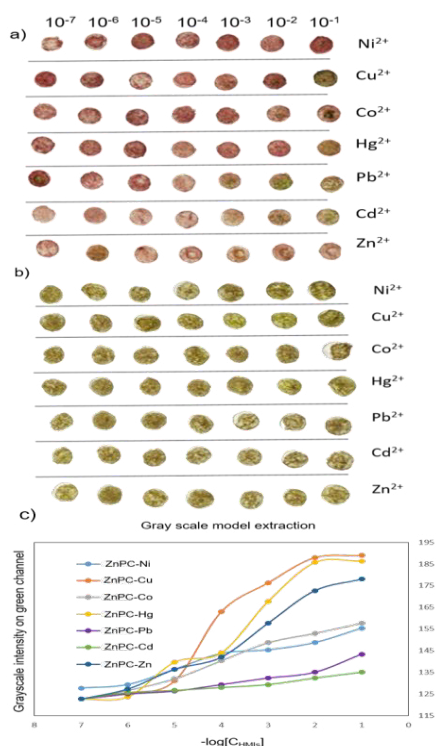 10⁻⁷ 10⁻⁶ 10⁻⁵ 10⁻⁴ 10⁻³ 10⁻² 10⁻¹
a)
Ni²⁺
Cu²⁺
Co²⁺
Hg²⁺
Pb²⁺
Cd²⁺
Zn²⁺
b)
Ni²⁺
Cu²⁺
Co²⁺
Hg²⁺
Pb²⁺
Cd²⁺
Zn²⁺
c)
Gray scale model extraction
Grayscale intensity on green channel
ZnPC-Ni
ZnPC-Cu
ZnPC-Co
ZnPC-Hg
ZnPC-Pb
ZnPC-Cd
ZnPC-Zn
195
185
175
165
155
145
135
125
115
8 7 6 5 4 3 2 1 0
-log[C_HMIs]